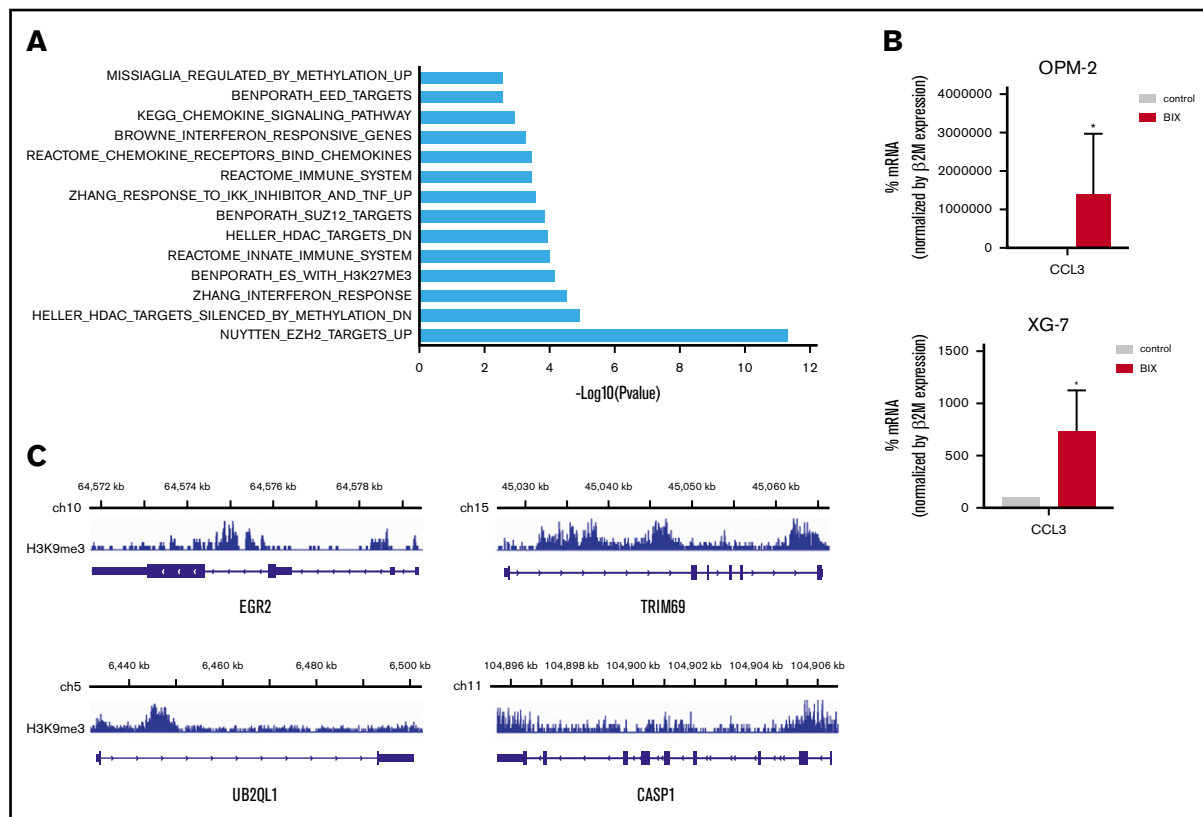 A
MISSIAGLIA_REGULATED_BY_METHYLATION_UP
BENPORATH_EED_TARGETS
KEGG_CHEMOKINE_SIGNALING_PATHWAY
BROWNE_INTERFERON_RESPONSIVE_GENES
REACTOME_CHEMOKINE_RECEPTORS_BIND_CHEMOKINES
REACTOME_IMMUNE_SYSTEM
ZHANG_RESPONSE_TO_IKK_INHIBITOR_AND_TNF_UP
BENPORATH_SUZ12_TARGETS
HELLER_HDAC_TARGETS_DN
REACTOME_INNATE_IMMUNE_SYSTEM
BENPORATH_ES_WITH_H3K27ME3
ZHANG_INTERFERON_RESPONSE
HELLER_HDAC_TARGETS_SILENCED_BY_METHYLATION_DN
NUYTTEN_EZH2_TARGETS_UP
0 2 4 6 8 10 12
-Log10(Pvalue)
B
OPM-2
control
BIX
% mRNA
(normalized by β2M expression)
4000000
3000000
2000000
1000000
0
*
CCL3
XG-7
control
BIX
% mRNA
(normalized by β2M expression)
1500
1000
500
0
*
CCL3
C
64,572 kb 64,574 kb 64,576 kb 64,578 kb
ch10
H3K9me3
EGR2
45,030 kb 45,040 kb 45,050 kb 45,060 kb
ch15
TRIM69
6,440 kb 6,460 kb 6,480 kb 6,500 kb
ch5
H3K9me3
UB2QL1
104,896 kb 104,898 kb 104,900 kb 104,902 kb 104,904 kb 104,906 kb
ch11
CASP1